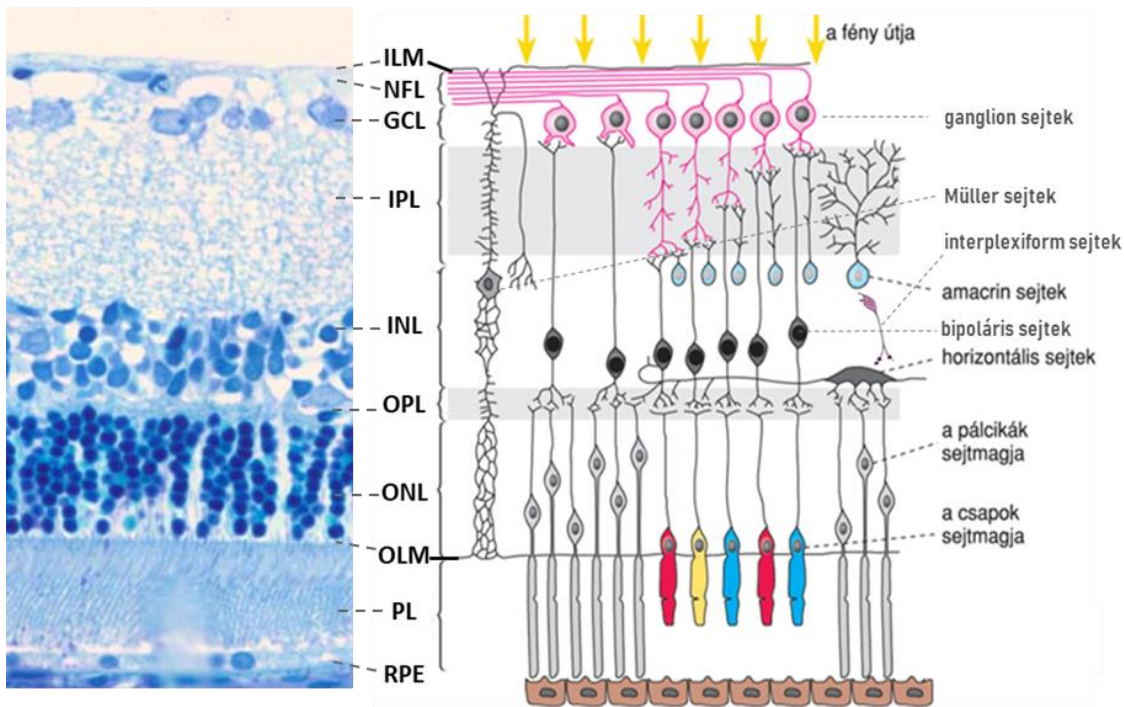 a fény útja
ILM
NFL
GCL
IPL
INL
OPL
ONL
OLM
PL
RPE
ganglion sejtek
Müller sejtek
interplexiform sejtek
amacrin sejtek
bipoláris sejtek
horizontális sejtek
a pálcikák
sejtmagja
a csapok
sejtmagja